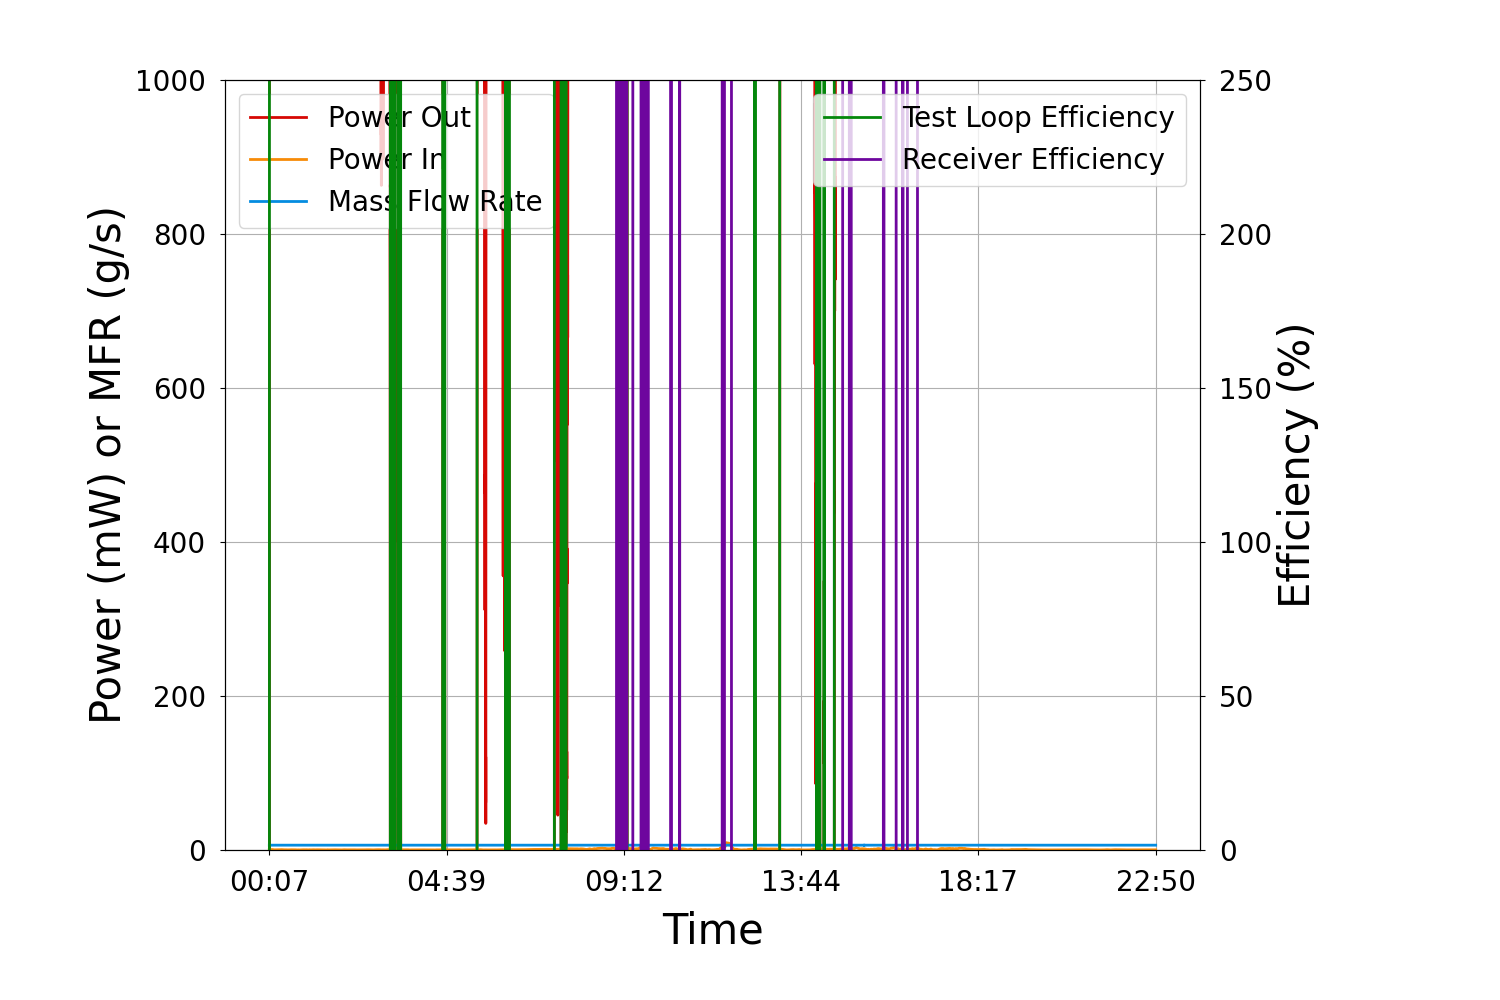 1000
800
600
400
200
0
Power (mW) or MFR (g/s)
Power Out
Power In
Mass Flow Rate
Test Loop Efficiency
Receiver Efficiency
250
200
150
100
50
0
Efficiency (%)
00:07 04:39 09:12 13:44 18:17 22:50
Time